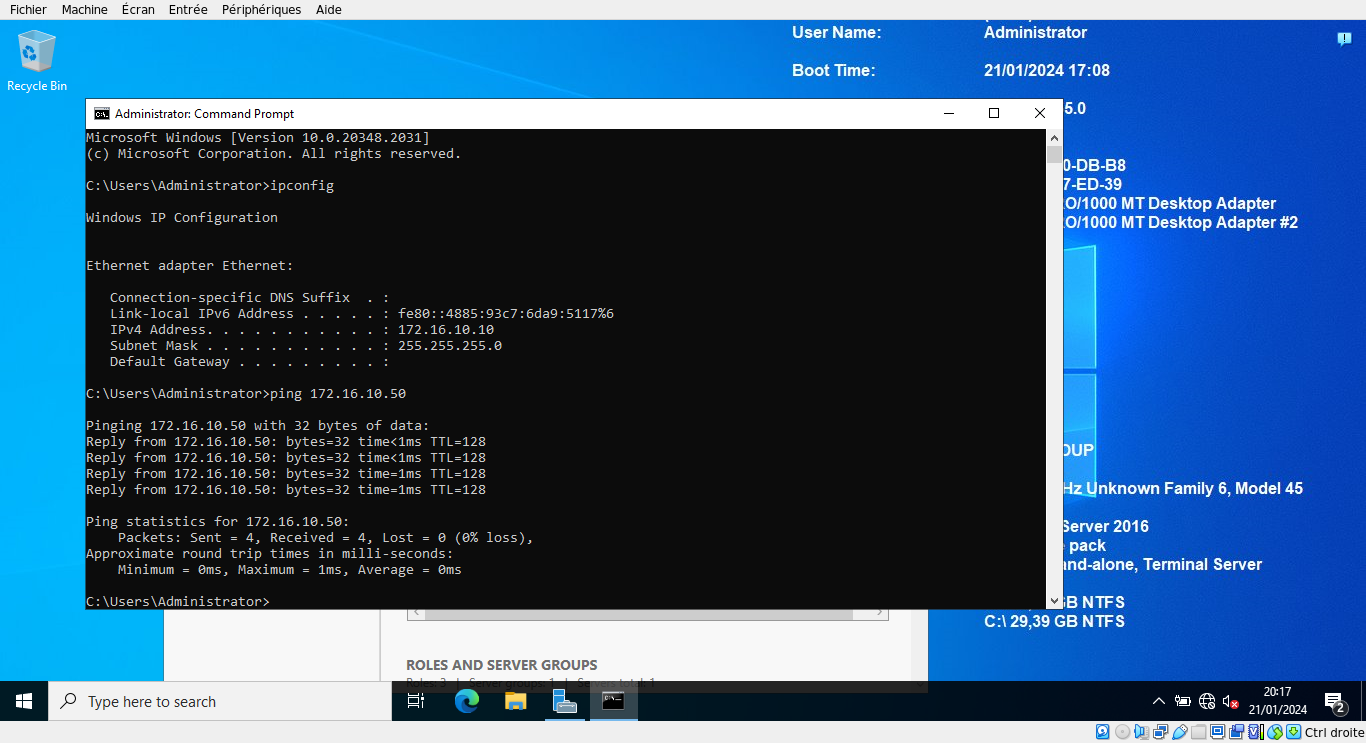 Fichier Machine Écran Entrée Périphériques Aide
User Name: Administrator
Recycle Bin
Boot Time: 21/01/2024 17:08
5.0
Administrator: Command Prompt
Microsoft Windows [Version 10.0.20348.2031]
(c) Microsoft Corporation. All rights reserved.
C:\Users\Administrator>ipconfig
Windows IP Configuration
Ethernet adapter Ethernet:
Connection-specific DNS Suffix . :
Link-local IPv6 Address . . . . . : fe80::4885:93c7:6da9:5117%6
IPv4 Address. . . . . . . . . . . : 172.16.10.10
Subnet Mask . . . . . . . . . . . : 255.255.255.0
Default Gateway . . . . . . . . . :
C:\Users\Administrator>ping 172.16.10.50
Pinging 172.16.10.50 with 32 bytes of data:
Reply from 172.16.10.50: bytes=32 time<1ms TTL=128
Reply from 172.16.10.50: bytes=32 time<1ms TTL=128
Reply from 172.16.10.50: bytes=32 time=1ms TTL=128
Reply from 172.16.10.50: bytes=32 time=1ms TTL=128
Ping statistics for 172.16.10.50:
Packets: Sent = 4, Received = 4, Lost = 0 (0% loss),
Approximate round trip times in milli-seconds:
Minimum = 0ms, Maximum = 1ms, Average = 0ms
C:\Users\Administrator>
0-DB-B8
7-ED-39
O/1000 MT Desktop Adapter
O/1000 MT Desktop Adapter #2
OUP
Hz Unknown Family 6, Model 45
Server 2016
pack
and-alone, Terminal Server
GB NTFS
C:\ 29,39 GB NTFS
ROLES AND SERVER GROUPS
Roles: 3 | Server groups: 1 | Servers total: 1
Type here to search
20:17
21/01/2024
2
Ctrl droite